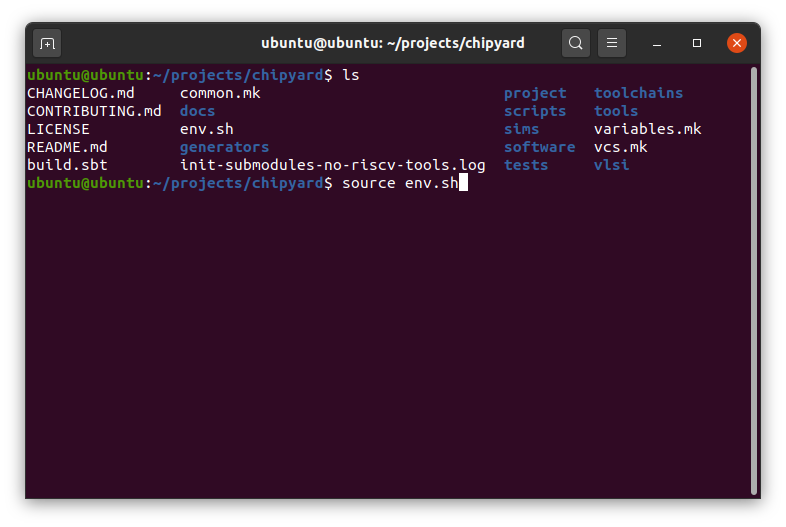 ubuntu@ubuntu: ~/projects/chipyard
ubuntu@ubuntu:~/projects/chipyard$ ls
CHANGELOG.md common.mk project toolchains
CONTRIBUTING.md docs scripts tools
LICENSE env.sh sims variables.mk
README.md generators software vcs.mk
build.sbt init-submodules-no-riscv-tools.log tests vlsi
ubuntu@ubuntu:~/projects/chipyard$ source env.sh